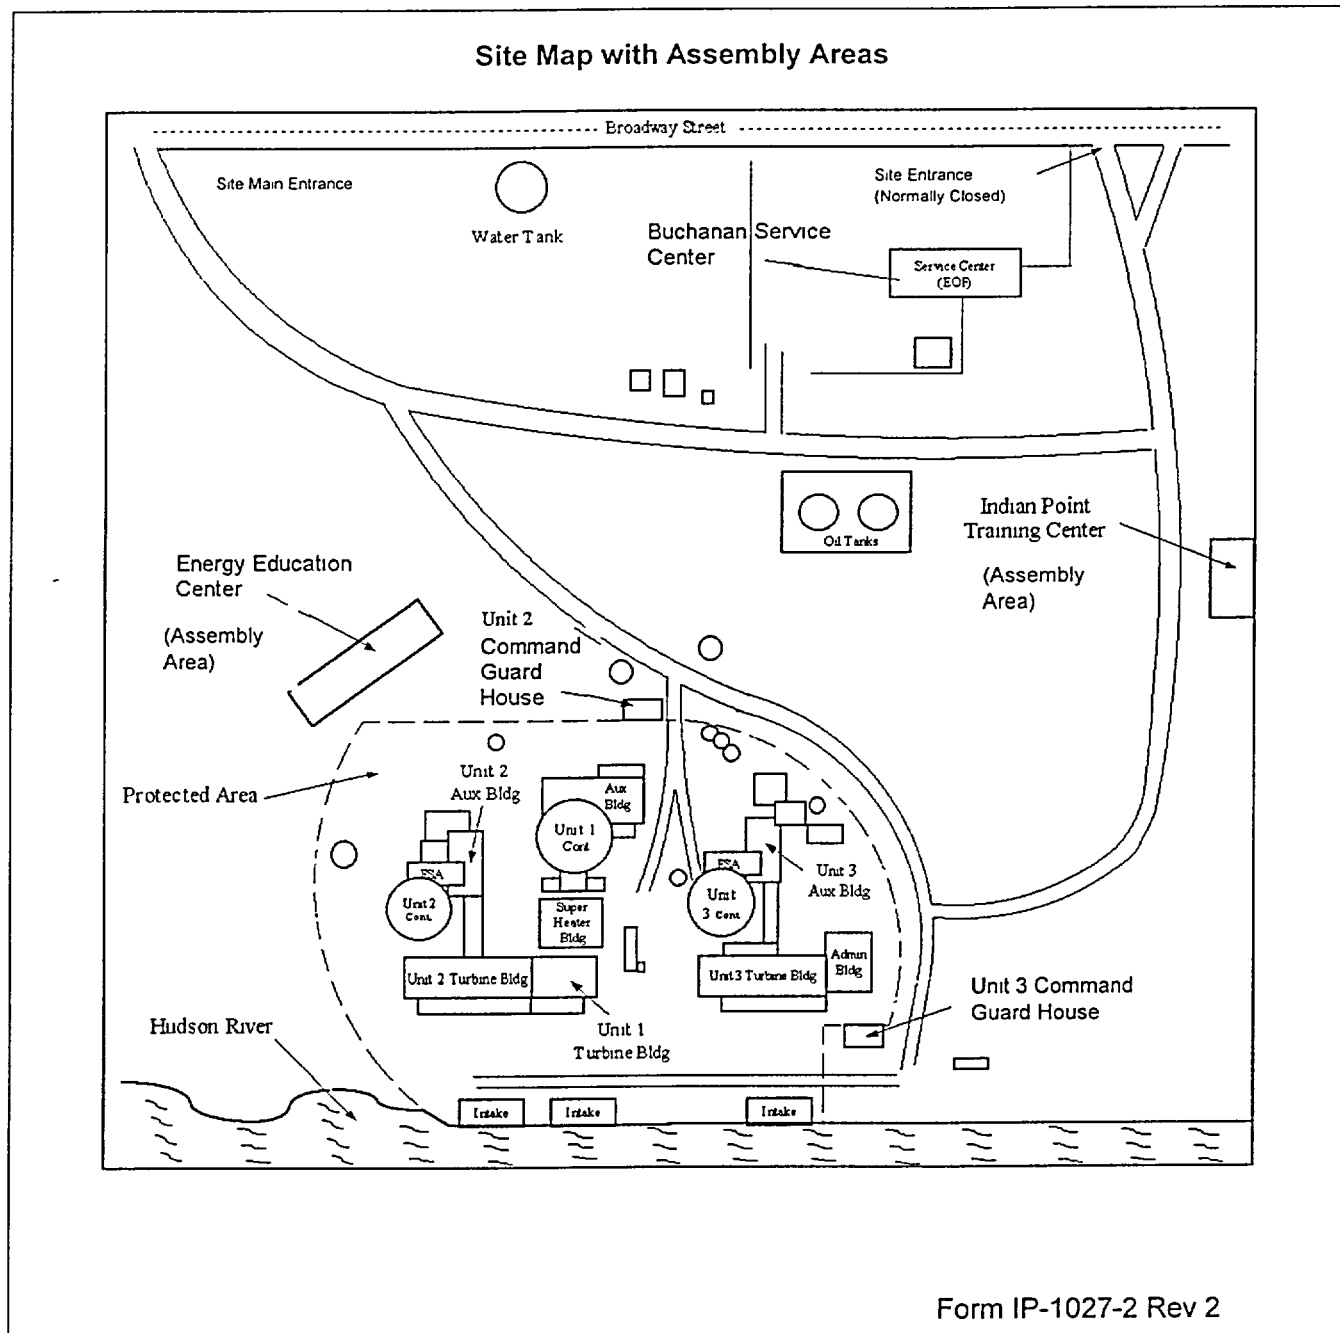 Site Map with Assembly Areas
Broadway Street
Site Main Entrance
Water Tank
Site Entrance
(Normally Closed)
Buchanan Service
Center
Service Center
(EOF)
Oil Tanks
Indian Point
Training Center
(Assembly
Area)
Energy Education
Center
(Assembly
Area)
Unit 2
Command
Guard
House
Protected Area
Unit 2
Aux Bldg
Aux
Bldg
Unit 1
Cont
FSA
Unit 2
Cont.
Super
Heater
Bldg
FSA
Unit
3 Cont
Unit 3
Aux Bldg
Unit 2 Turbine Bldg
Unit3 Turbine Bldg
Admin
Bldg
Unit 3 Command
Guard House
Unit 1
Turbine Bldg
Hudson River
Intake
Intake
Intake
Form IP-1027-2 Rev 2